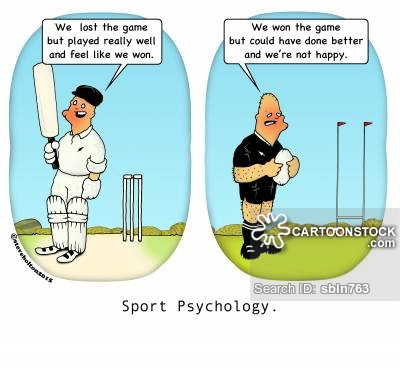 We lost the game
but played really well
and feel like we won.
We won the game
but could have done better
and we're not happy.
©stevebolton2015
CARTOONSTOCK
.com
Search ID: sbln763
Sport Psychology.